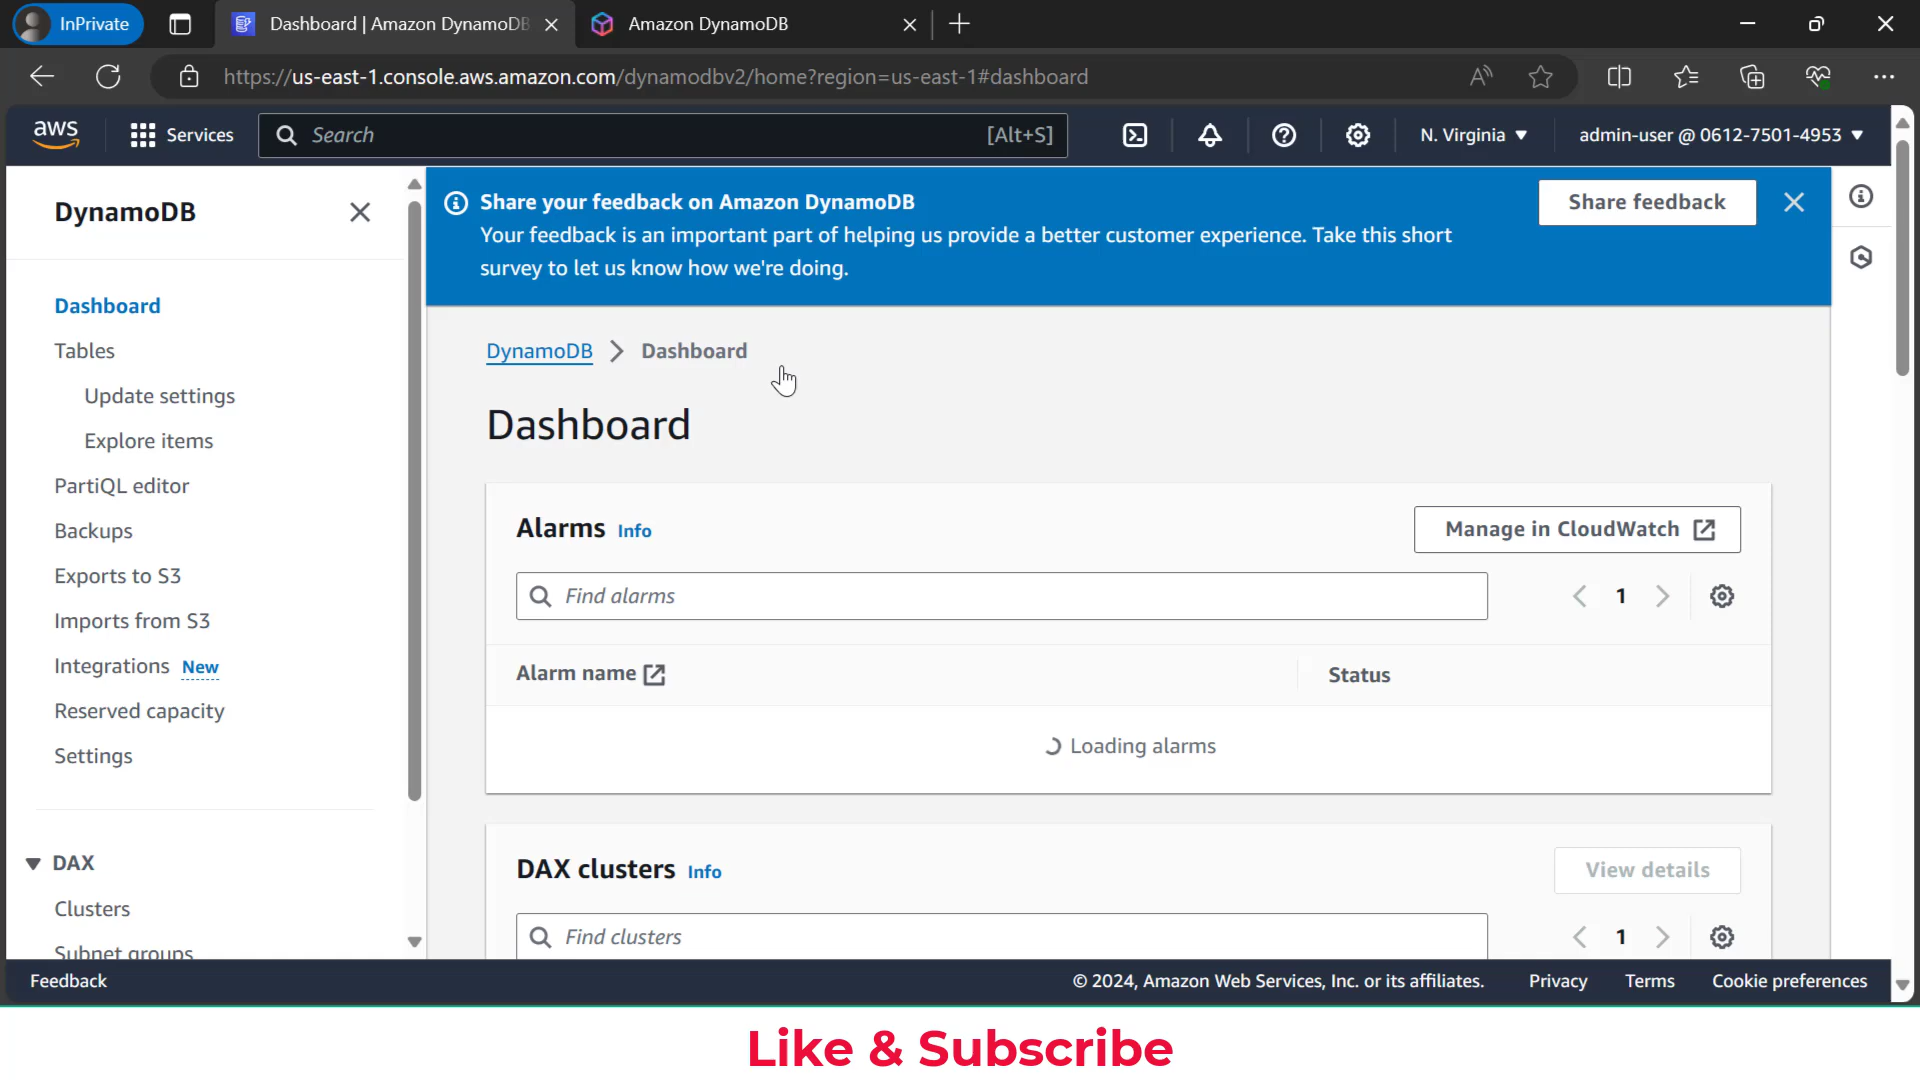 InPrivate
Dashboard | Amazon DynamoDB
Amazon DynamoDB
https://us-east-1.console.aws.amazon.com/dynamodbv2/home?region=us-east-1#dashboard
aws
Services
Search
[Alt+S]
N. Virginia
admin-user @ 0612-7501-4953
DynamoDB
Dashboard
Tables
Update settings
Explore items
PartiQL editor
Backups
Exports to S3
Imports from S3
Integrations New
Reserved capacity
Settings
DAX
Clusters
Subnet groups
Share your feedback on Amazon DynamoDB
Your feedback is an important part of helping us provide a better customer experience. Take this short
survey to let us know how we're doing.
Share feedback
DynamoDB
Dashboard
Dashboard
Alarms Info
Manage in CloudWatch
Find alarms
1
Alarm name
Status
Loading alarms
DAX clusters Info
View details
Find clusters
1
Feedback
© 2024, Amazon Web Services, Inc. or its affiliates.
Privacy
Terms
Cookie preferences
Like & Subscribe